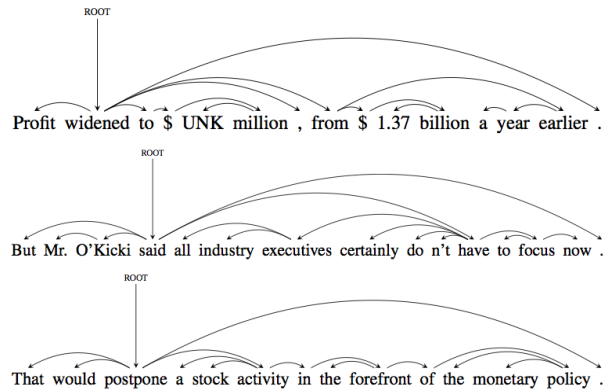 ROOT
Profit widened to $ UNK million , from $ 1.37 billion a year earlier .
ROOT
But Mr. O'Kicki said all industry executives certainly do n't have to focus now .
ROOT
That would postpone a stock activity in the forefront of the monetary policy .